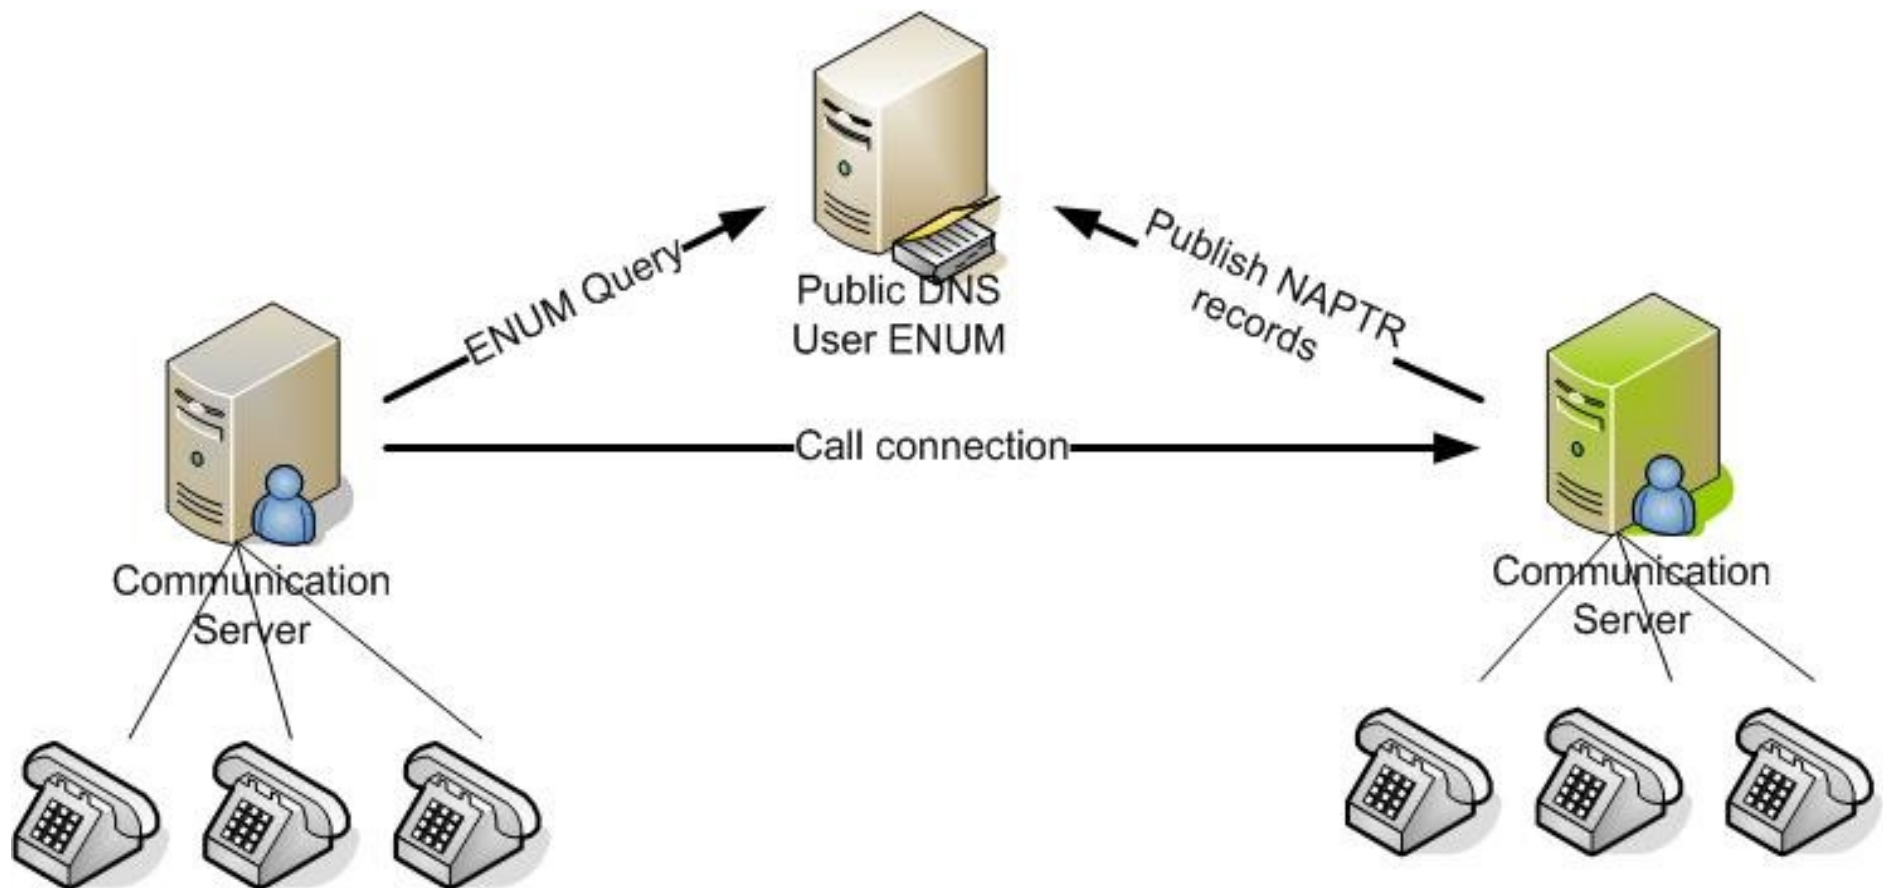 Public DNS
User ENUM
ENUM Query
Publish NAPTR
records
Call connection
Communication
Server
Communication
Server